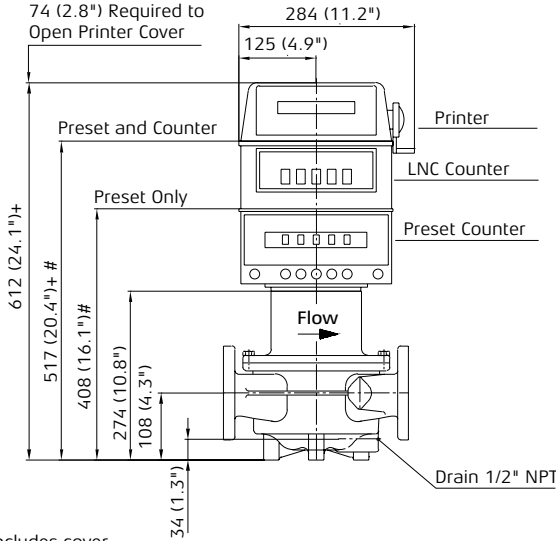 74 (2.8") Required to
Open Printer Cover
284 (11.2")
125 (4.9")
Printer
Preset and Counter
LNC Counter
Preset Only
Preset Counter
612 (24.1")+
517 (20.4")+ #
408 (16.1")#
274 (10.8")
108 (4.3")
34 (1.3")
Flow
Drain 1/2" NPT
cover